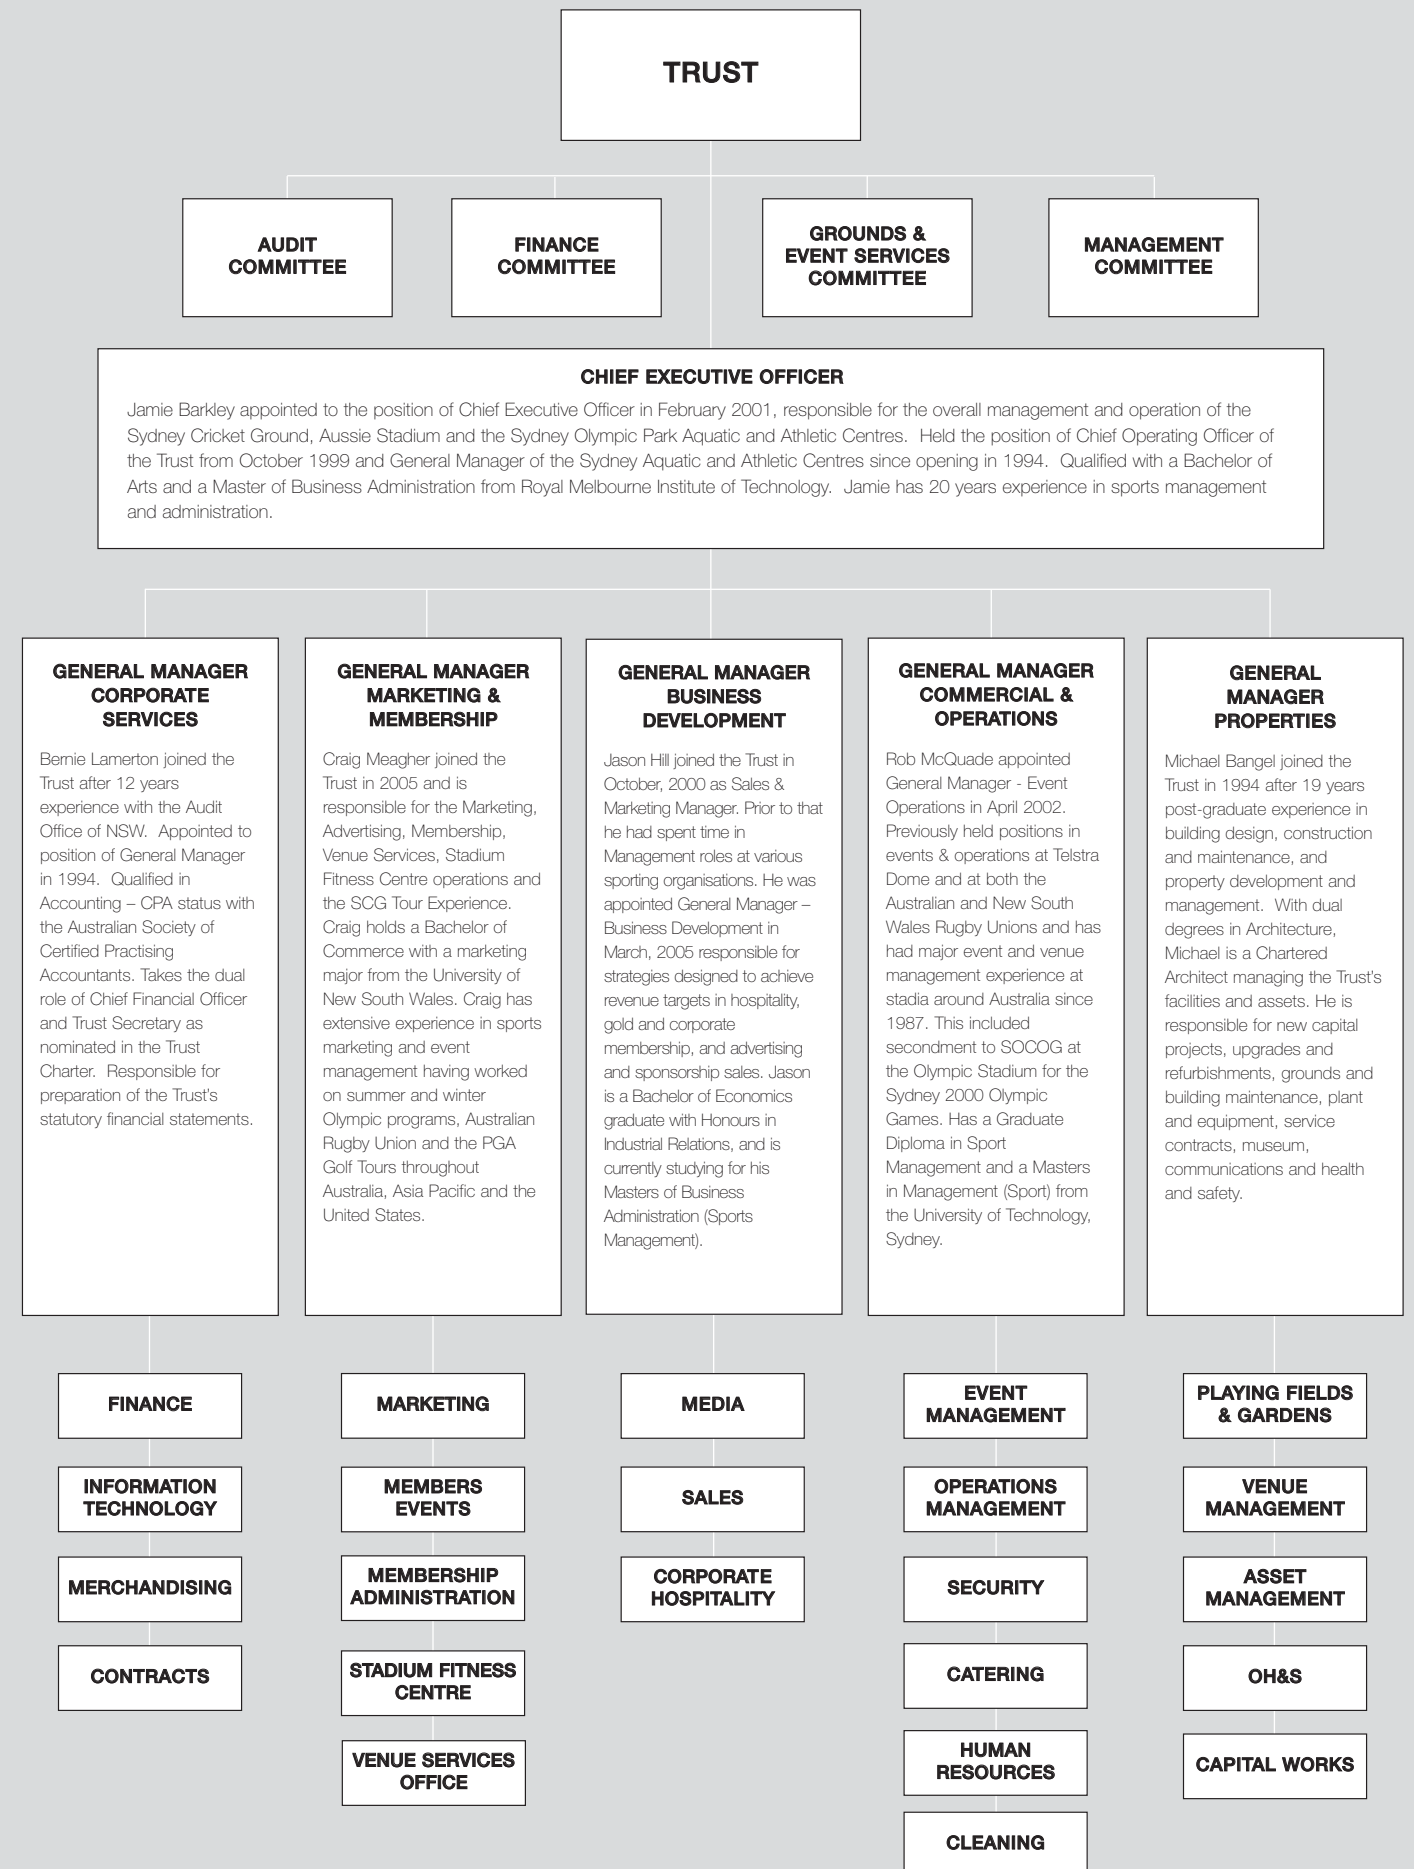 TRUST
AUDIT
COMMITTEE
FINANCE
COMMITTEE
GROUNDS &
EVENT SERVICES
COMMITTEE
MANAGEMENT
COMMITTEE
CHIEF EXECUTIVE OFFICER
Jamie Barkley appointed to the position of Chief Executive Officer in February 2001, responsible for the overall management and operation of the
Sydney Cricket Ground, Aussie Stadium and the Sydney Olympic Park Aquatic and Athletic Centres.  Held the position of Chief Operating Officer of
the Trust from October 1999 and General Manager of the Sydney Aquatic and Athletic Centres since opening in 1994.  Qualified with a Bachelor of
Arts and a Master of Business Administration from Royal Melbourne Institute of Technology.  Jamie has 20 years experience in sports management
and administration.
GENERAL MANAGER
CORPORATE
SERVICES
Bernie Lamerton joined the
Trust after 12 years
experience with the Audit
Office of NSW.  Appointed to
position of General Manager
in 1994.  Qualified in
Accounting – CPA status with
the Australian Society of
Certified Practising
Accountants. Takes the dual
role of Chief Financial Officer
and Trust Secretary as
nominated in the Trust
Charter.  Responsible for
preparation of the Trust's
statutory financial statements.
GENERAL MANAGER
MARKETING &
MEMBERSHIP
Craig Meagher joined the
Trust in 2005 and is
responsible for the Marketing,
Advertising, Membership,
Venue Services, Stadium
Fitness Centre operations and
the SCG Tour Experience.
Craig holds a Bachelor of
Commerce with a marketing
major from the University of
New South Wales. Craig has
extensive experience in sports
marketing and event
management having worked
on summer and winter
Olympic programs, Australian
Rugby Union and the PGA
Golf Tours throughout
Australia, Asia Pacific and the
United States.
GENERAL MANAGER
BUSINESS
DEVELOPMENT
Jason Hill joined the Trust in
October, 2000 as Sales &
Marketing Manager. Prior to that
he had spent time in
Management roles at various
sporting organisations. He was
appointed General Manager –
Business Development in
March, 2005 responsible for
strategies designed to achieve
revenue targets in hospitality,
gold and corporate
membership, and advertising
and sponsorship sales. Jason
is a Bachelor of Economics
graduate with Honours in
Industrial Relations, and is
currently studying for his
Masters of Business
Administration (Sports
Management).
GENERAL MANAGER
COMMERCIAL &
OPERATIONS
Rob McQuade appointed
General Manager - Event
Operations in April 2002.
Previously held positions in
events & operations at Telstra
Dome and at both the
Australian and New South
Wales Rugby Unions and has
had major event and venue
management experience at
stadia around Australia since
1987. This included
secondment to SOCOG at
the Olympic Stadium for the
Sydney 2000 Olympic
Games. Has a Graduate
Diploma in Sport
Management and a Masters
in Management (Sport) from
the University of Technology,
Sydney.
GENERAL
MANAGER
PROPERTIES
Michael Bangel joined the
Trust in 1994 after 19 years
post-graduate experience in
building design, construction
and maintenance, and
property development and
management.  With dual
degrees in Architecture,
Michael is a Chartered
Architect managing the Trust's
facilities and assets. He is
responsible for new capital
projects, upgrades and
refurbishments, grounds and
building maintenance, plant
and equipment, service
contracts, museum,
communications and health
and safety.
FINANCE
INFORMATION
TECHNOLOGY
MERCHANDISING
CONTRACTS
MARKETING
MEMBERS
EVENTS
MEMBERSHIP
ADMINISTRATION
STADIUM FITNESS
CENTRE
VENUE SERVICES
OFFICE
MEDIA
SALES
CORPORATE
HOSPITALITY
EVENT
MANAGEMENT
OPERATIONS
MANAGEMENT
SECURITY
CATERING
HUMAN
RESOURCES
CLEANING
PLAYING FIELDS
& GARDENS
VENUE
MANAGEMENT
ASSET
MANAGEMENT
OH&S
CAPITAL WORKS